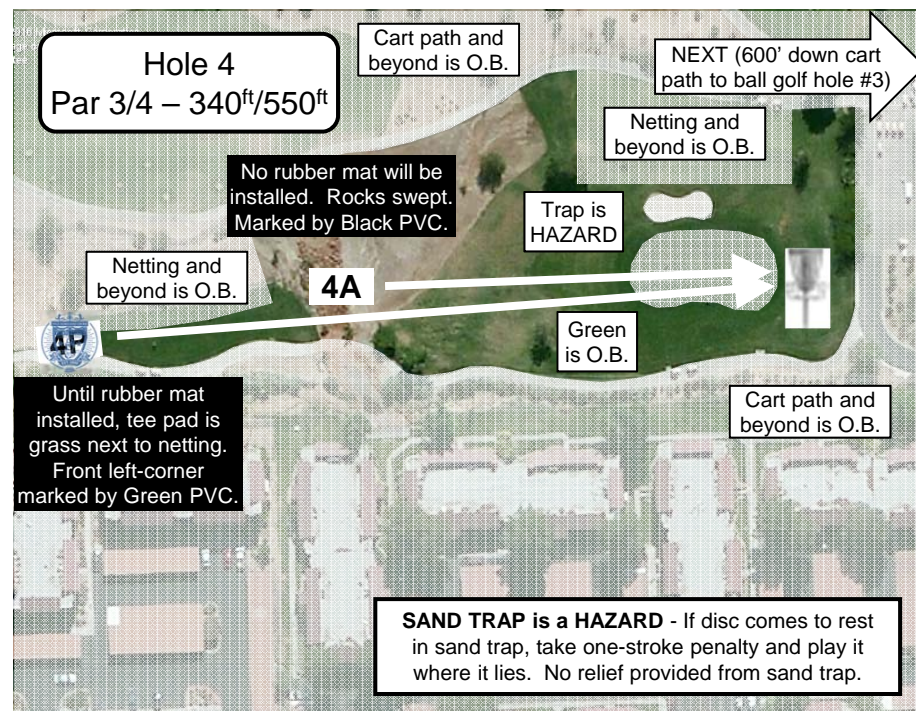 Hole 4
Par 3/4 – 340ft/550ft
Cart path and
beyond is O.B.
NEXT (600' down cart
path to ball golf hole #3)
Netting and
beyond is O.B.
No rubber mat will be
installed. Rocks swept.
Marked by Black PVC.
Trap is
HAZARD
Netting and
beyond is O.B.
4A
4P
Green
is O.B.
Until rubber mat
installed, tee pad is
grass next to netting.
Front left-corner
marked by Green PVC.
Cart path and
beyond is O.B.
SAND TRAP is a HAZARD - If disc comes to rest
in sand trap, take one-stroke penalty and play it
where it lies. No relief provided from sand trap.